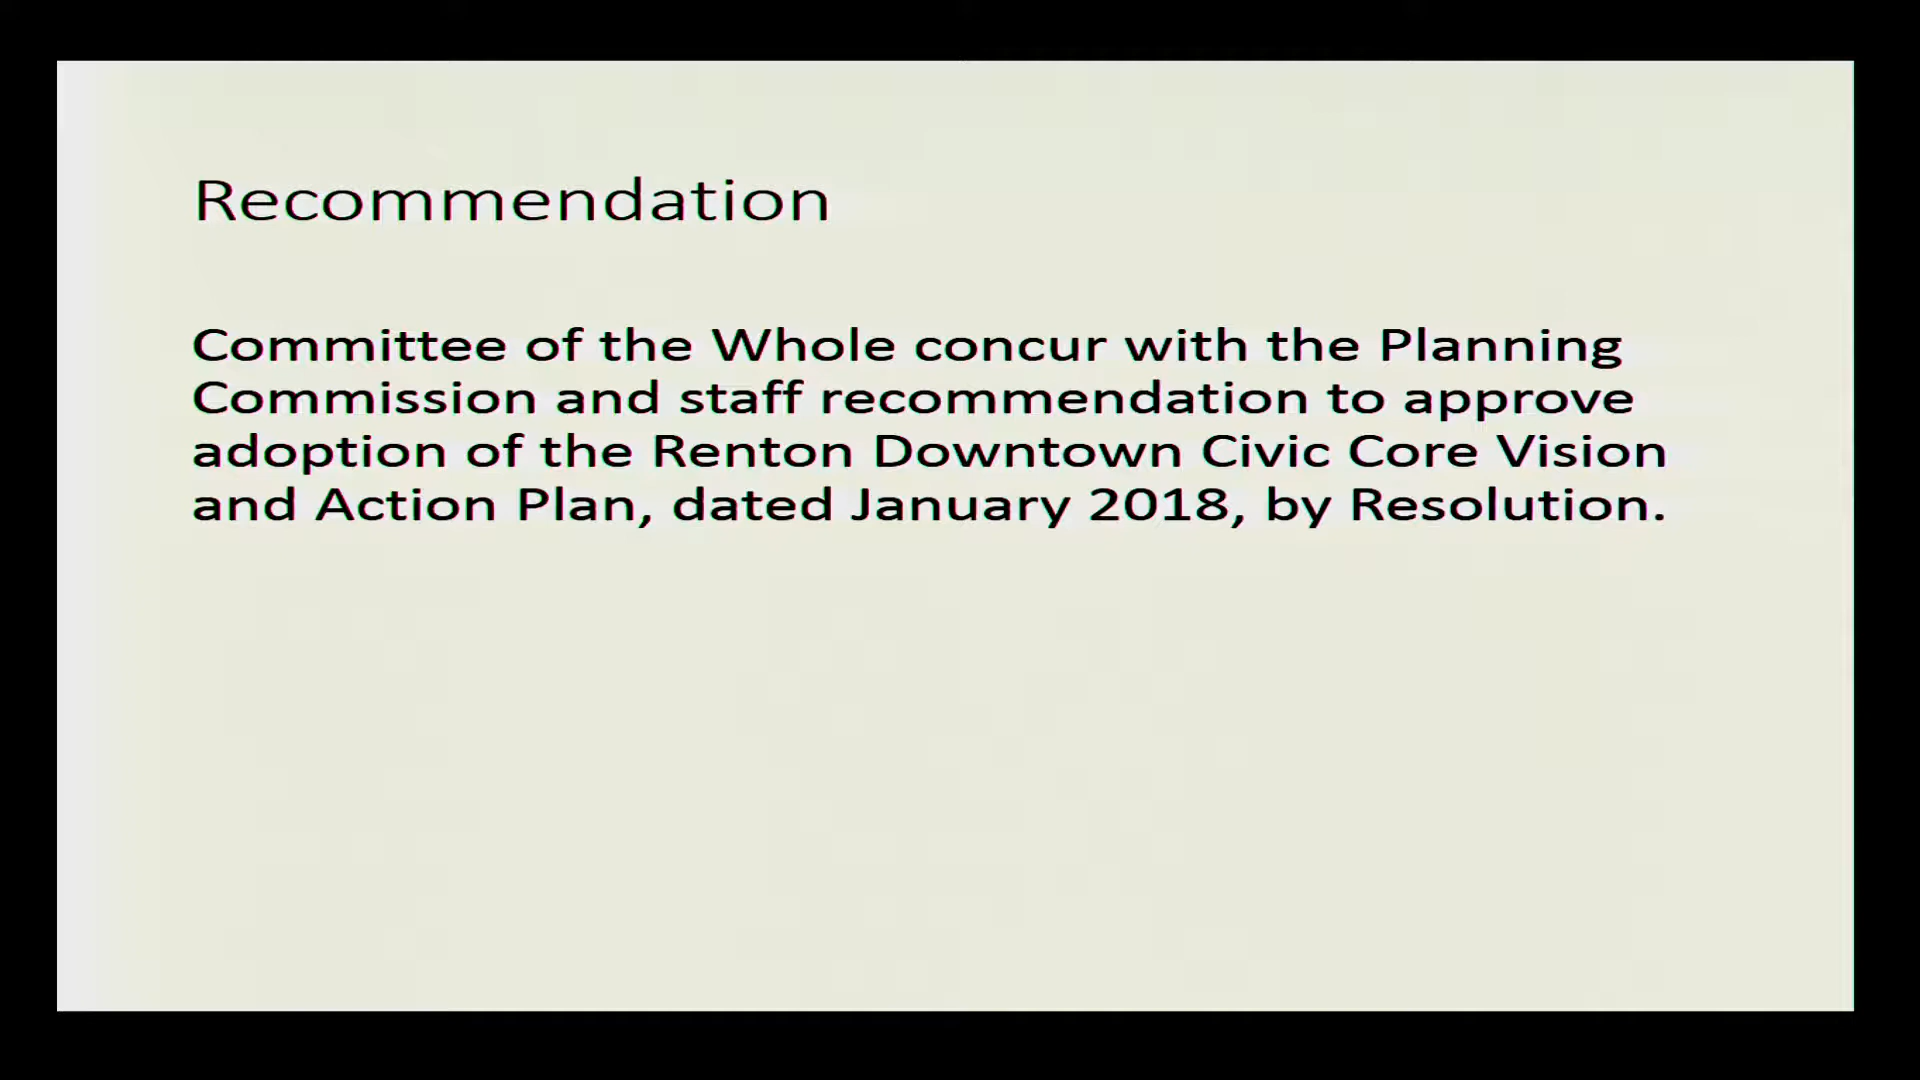 Recommendation
Committee of the Whole concur with the Planning
Commission and staff recommendation to approve
adoption of the Renton Downtown Civic Core Vision
and Action Plan, dated January 2018, by Resolution.